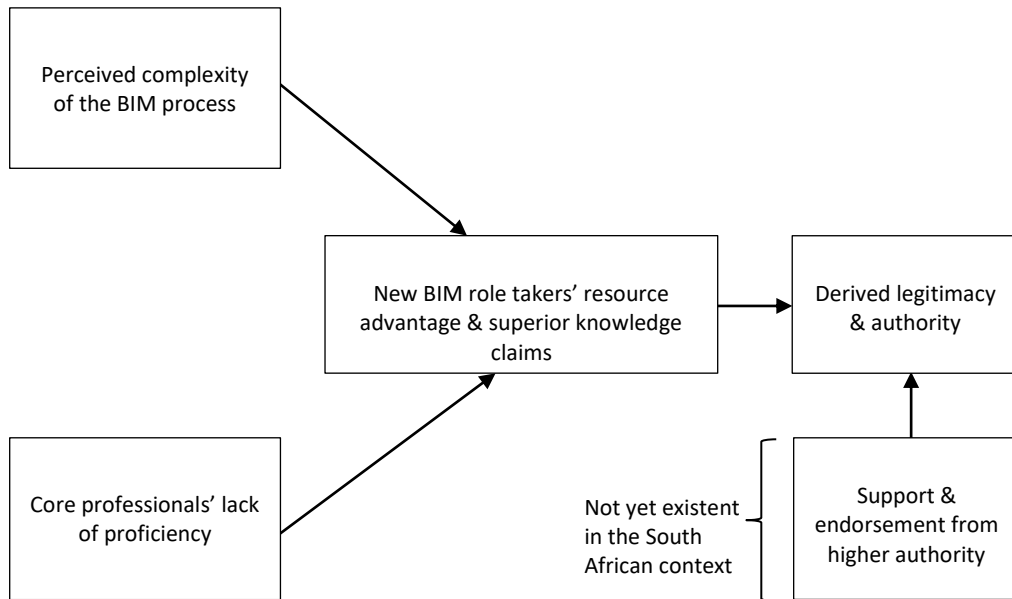 Perceived complexity
of the BIM process
New BIM role takers’ resource
advantage & superior knowledge
claims
Derived legitimacy
& authority
Core professionals’ lack
of proficiency
Not yet existent
in the South
African context
Support &
endorsement from
higher authority